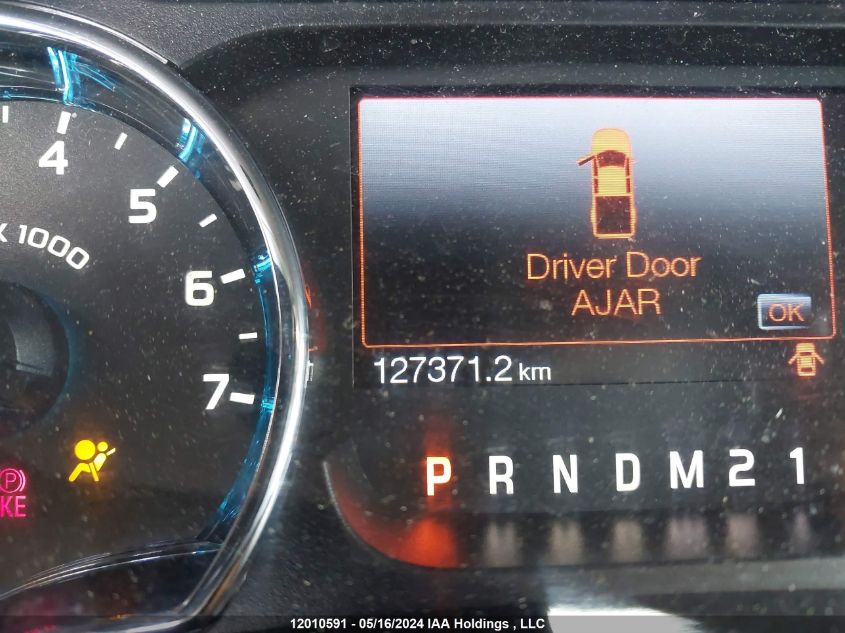 4
5
x 1000
6
7
Driver Door
AJAR
OK
127371.2 km
P R N D M 2 1
P
KE
12010591 - 05/16/2024 IAA Holdings , LLC